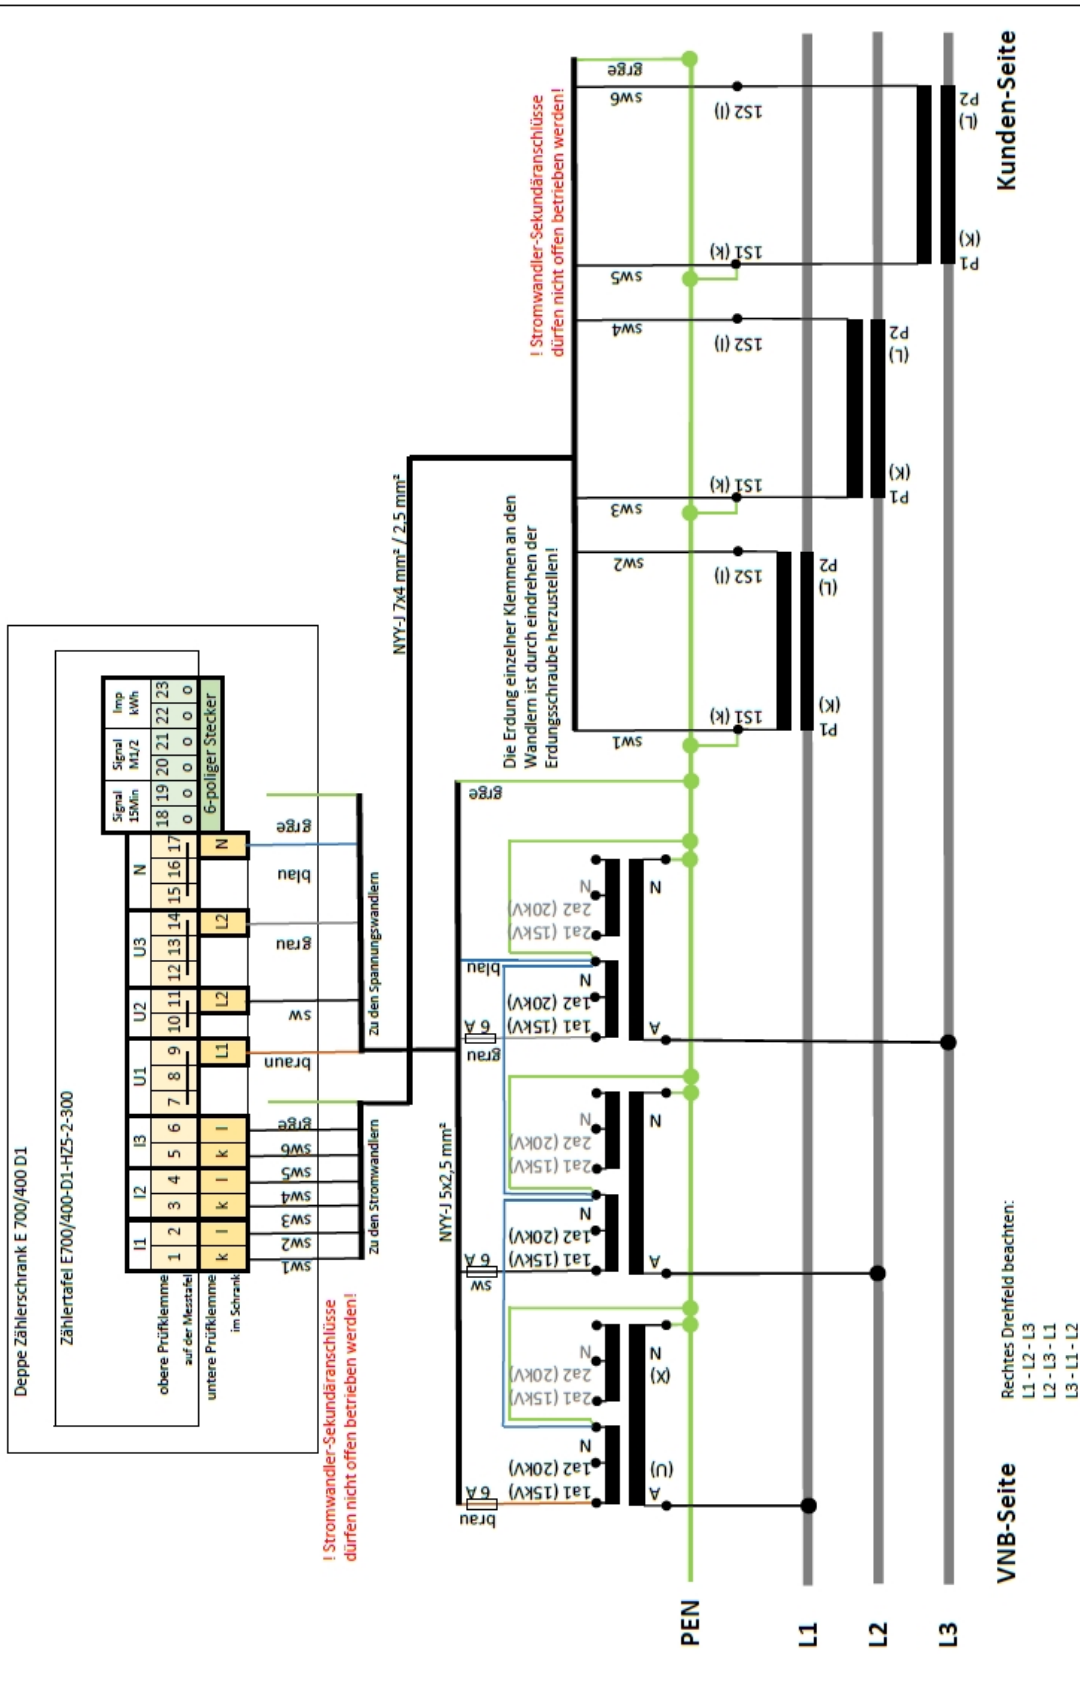 Deppe Zählerschrank E 700/400 D1
Zählertafel E700/400-D1-HZ5-2-300
I1
I2
I3
U1
U2
U3
N
Signal
15Min
Signal
M1/2
Imp
kWh
obere Prüfklemme
auf der Messtafel
1 2 3 4 5 6 7 8 9 10 11 12 13 14 15 16 17 18 19 20 21 22 23
o o o o o o
untere Prüfklemme
im Schrank
k l k l k l L1 L2 L2 N
6-poliger Stecker
sw1
sw2
sw3
sw4
sw5
sw6
grge
braun
sw
grau
blau
grge
Zu den Stromwandlern
Zu den Spannungswandlern
! Stromwandler-Sekundäranschlüsse
dürfen nicht offen betrieben werden!
NYY-J 7x4 mm² / 2,5 mm²
NYY-J 5x2,5 mm²
brau
6 A
sw
6 A
grau
6 A
blau
grge
1a1 (15kV)
1a2 (20kV)
N
2a1 (15kV)
2a2 (20kV)
N
1a1 (15kV)
1a2 (20kV)
N
2a1 (15kV)
2a2 (20kV)
N
1a1 (15kV)
1a2 (20kV)
N
2a1 (15kV)
2a2 (20kV)
N
A
(U)
N
(X)
A
N
A
N
Die Erdung einzelner Klemmen an den
Wandlern ist durch eindrehen der
Erdungsschraube herzustellen!
! Stromwandler-Sekundäranschlüsse
dürfen nicht offen betrieben werden!
sw1
sw2
sw3
sw4
sw5
sw6
grge
1S1 (k)
1S2 (l)
1S1 (k)
1S2 (l)
1S1 (k)
1S2 (l)
P1
(K)
P2
(L)
P1
(K)
P2
(L)
P1
(K)
P2
(L)
PEN
L1
L2
L3
VNB-Seite
Kunden-Seite
Rechtes Drehfeld beachten:
L1 - L2 - L3
L2 - L3 - L1
L3 - L1 - L2